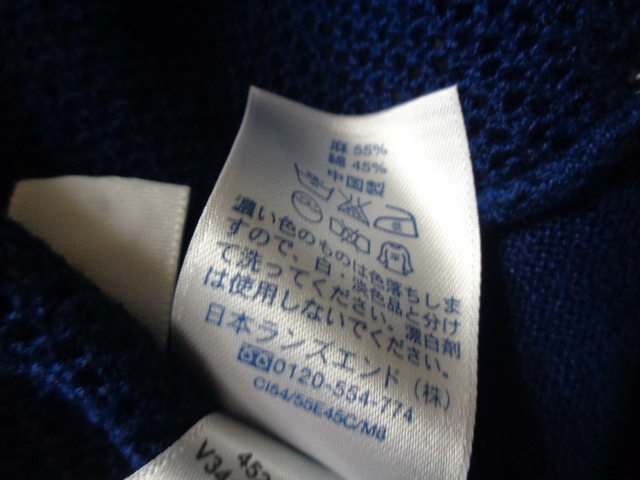 麻 55%
綿 45%
中国製
濃い色のものは色落ちしま
すので、白・淡色品と分け
て洗ってください。漂白剤
は使用しないでください。
日本ランズエンド（株）
0120-554-774
CI54/55E45C/MB
453
V34